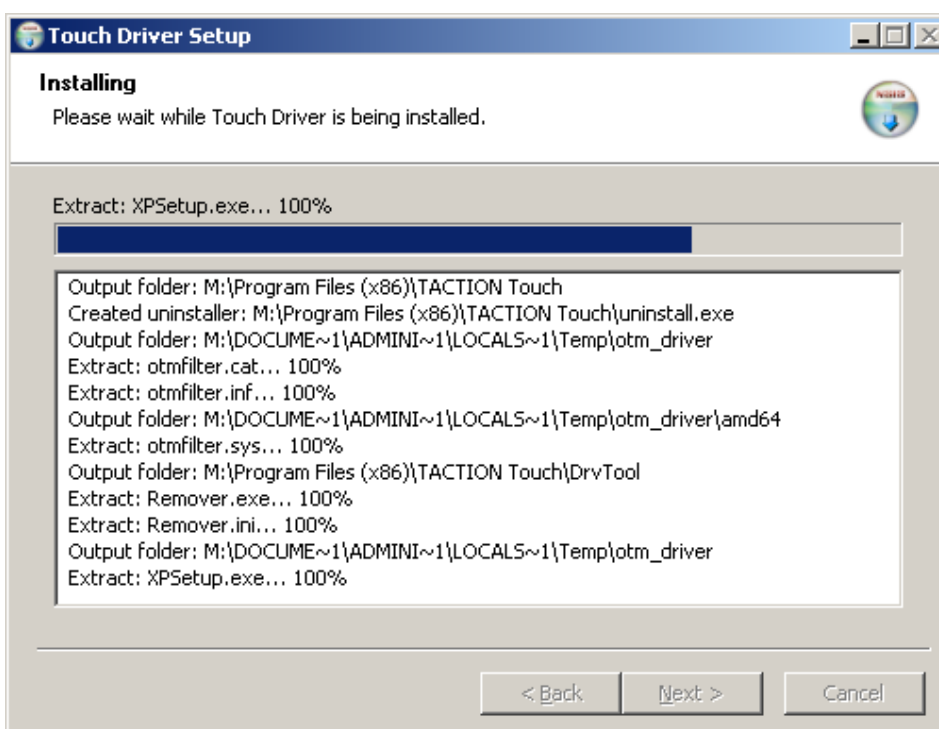 Touch Driver Setup
Installing
Please wait while Touch Driver is being installed.
NSIS
Extract: XPSetup.exe... 100%
Output folder: M:\Program Files (x86)\TACTION Touch
Created uninstaller: M:\Program Files (x86)\TACTION Touch\uninstall.exe
Output folder: M:\DOCUME~1\ADMINI~1\LOCALS~1\Temp\otm_driver
Extract: otmfilter.cat... 100%
Extract: otmfilter.inf... 100%
Output folder: M:\DOCUME~1\ADMINI~1\LOCALS~1\Temp\otm_driver\amd64
Extract: otmfilter.sys... 100%
Output folder: M:\Program Files (x86)\TACTION Touch\DrvTool
Extract: Remover.exe... 100%
Extract: Remover.ini... 100%
Output folder: M:\DOCUME~1\ADMINI~1\LOCALS~1\Temp\otm_driver
Extract: XPSetup.exe... 100%
< Back
Next >
Cancel